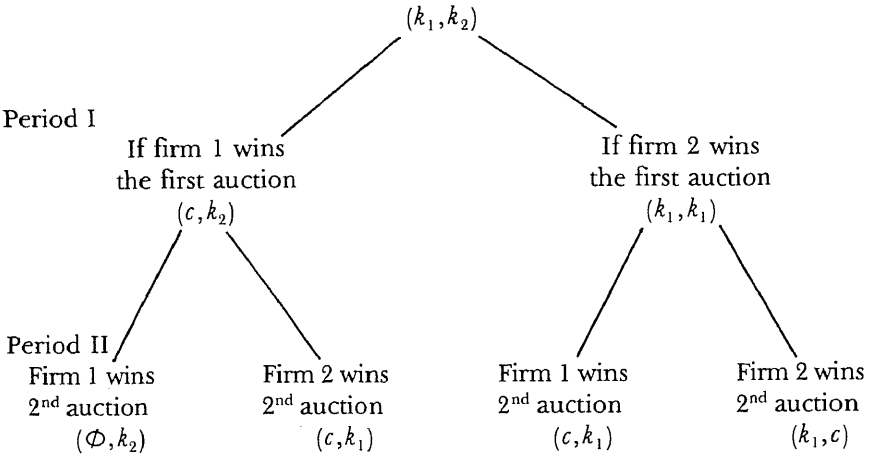 (k₁,k₂)
Period I
If firm 1 wins
the first auction
(c,k₂)
If firm 2 wins
the first auction
(k₁,k₁)
Period II
Firm 1 wins
2ⁿᵈ auction
(Φ,k₂)
Firm 2 wins
2ⁿᵈ auction
(c,k₁)
Firm 1 wins
2ⁿᵈ auction
(c,k₁)
Firm 2 wins
2ⁿᵈ auction
(k₁,c)